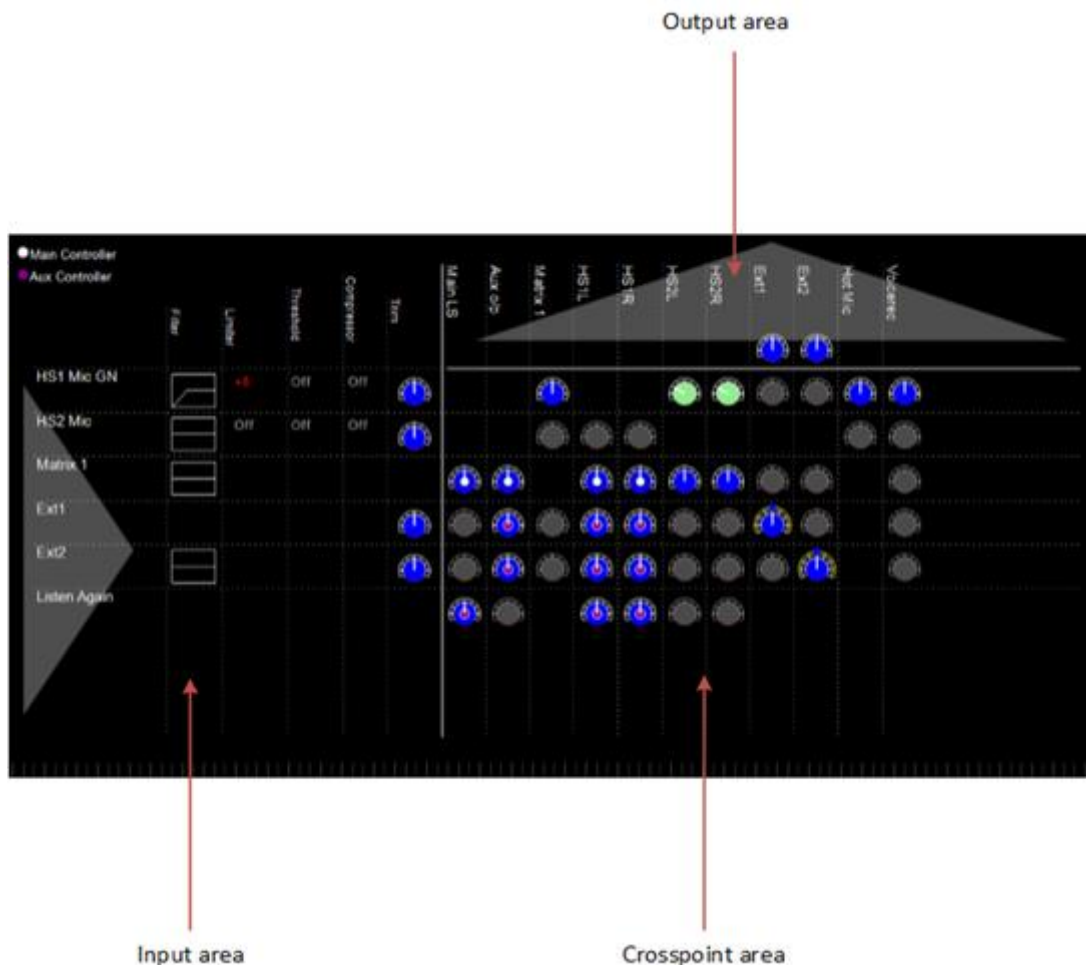 Output area
Main Controller
Aux Controller
Filter
Limiter
Threshold
Compressor
Trim
Main LS
Aux o/p
Matrix 1
HS1L
HS1R
HS2L
HS2R
Ext1
Ext2
Hot Mic
Voicerec
HS1 Mic GN
+8
Off
Off
HS2 Mic
Off
Off
Off
Matrix 1
Ext1
Ext2
Listen Again
Input area
Crosspoint area